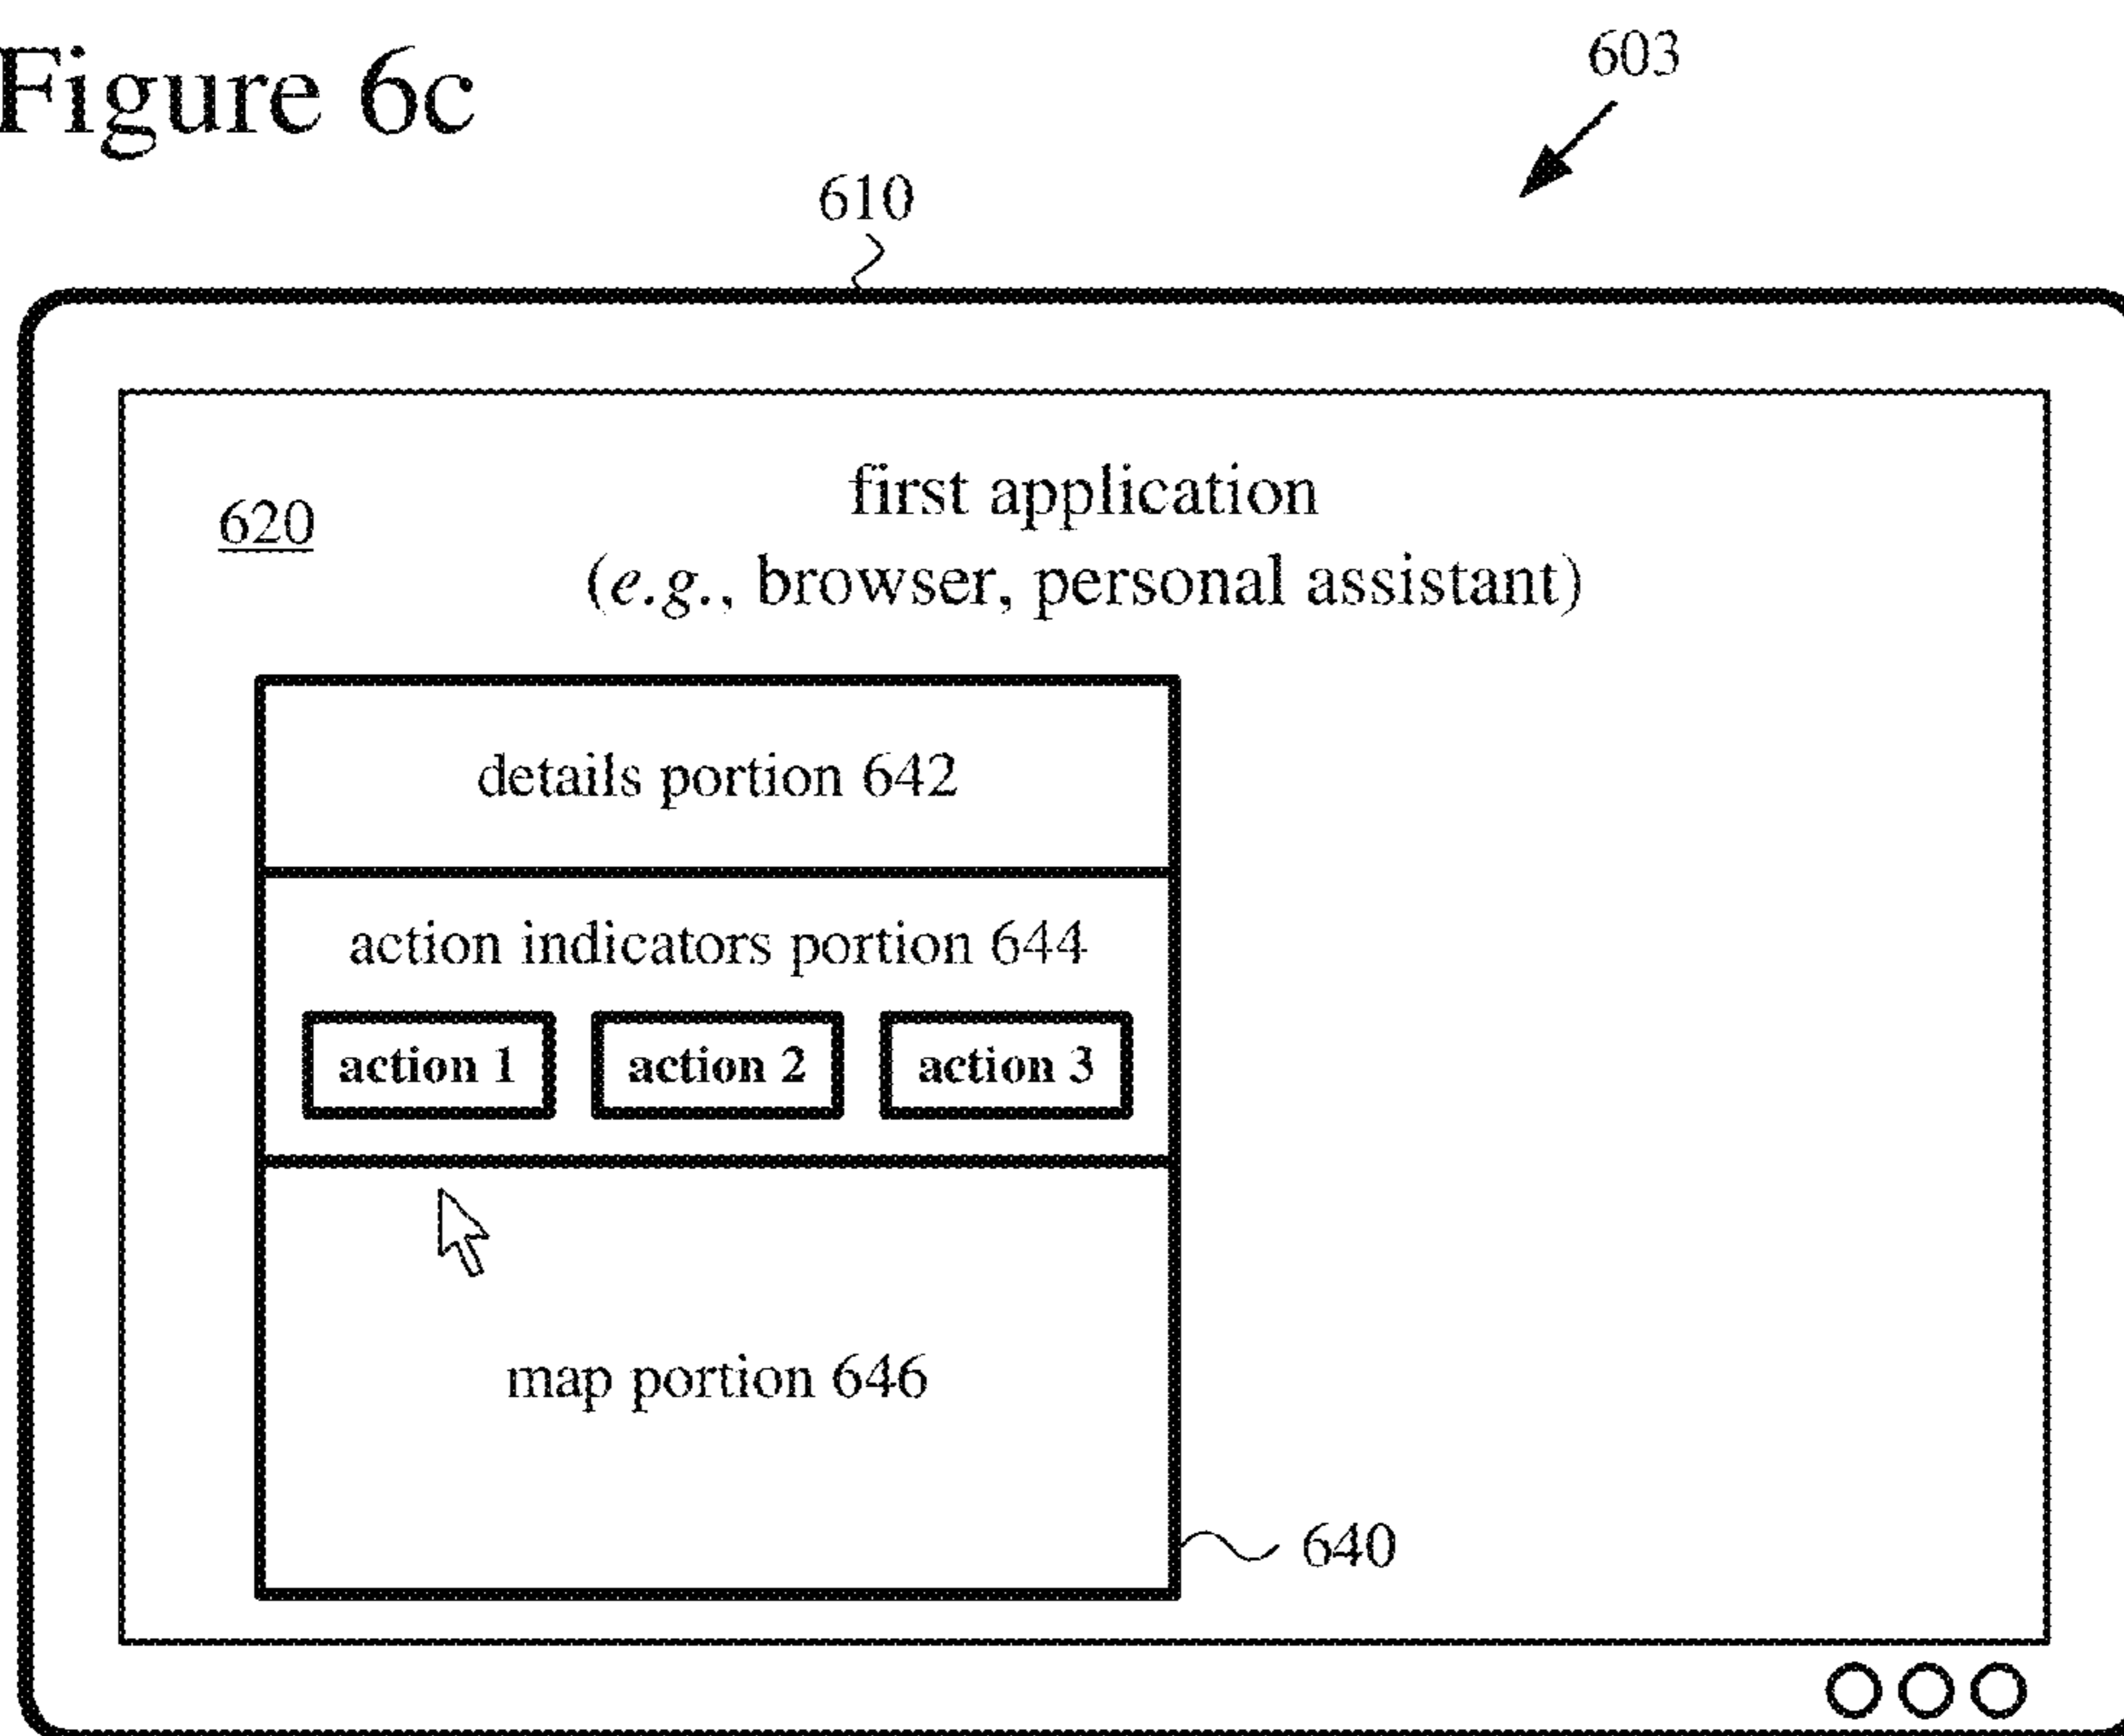 Figure 6c
603
610
620
first application
(e.g., browser, personal assistant)
details portion 642
action indicators portion 644
action 1 action 2 action 3
map portion 646
640